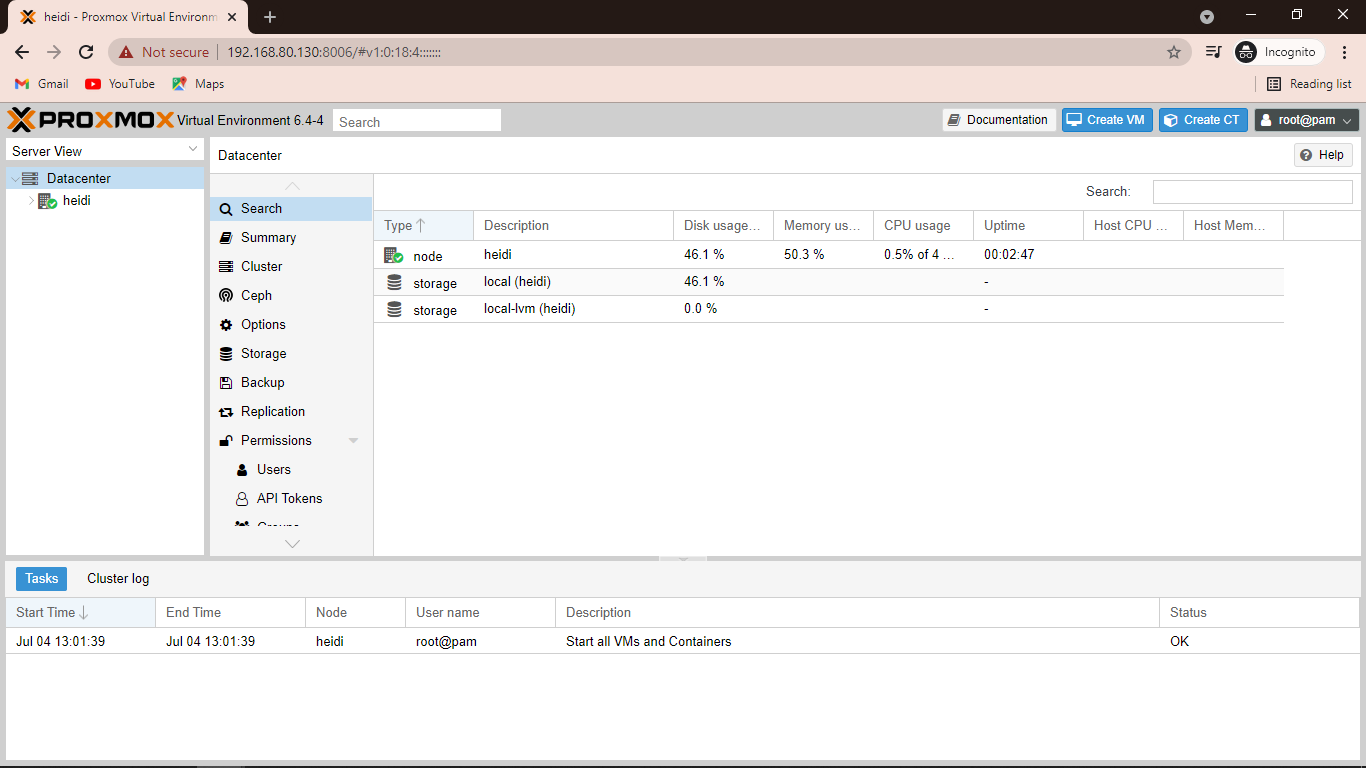 heidi - Proxmox Virtual Environm
Not secure 192.168.80.130:8006/#v1:0:18:4:::::::
Incognito
Gmail YouTube Maps Reading list
PROXMOX Virtual Environment 6.4-4 Search Documentation Create VM Create CT root@pam
Server View
Datacenter
heidi
Datacenter Help
Search
Summary
Cluster
Ceph
Options
Storage
Backup
Replication
Permissions
Users
API Tokens
Groups
Search:
Type Description Disk usage... Memory us... CPU usage Uptime Host CPU ... Host Mem...
node heidi 46.1 % 50.3 % 0.5% of 4 ... 00:02:47
storage local (heidi) 46.1 % -
storage local-lvm (heidi) 0.0 % -
Tasks Cluster log
Start Time End Time Node User name Description Status
Jul 04 13:01:39 Jul 04 13:01:39 heidi root@pam Start all VMs and Containers OK